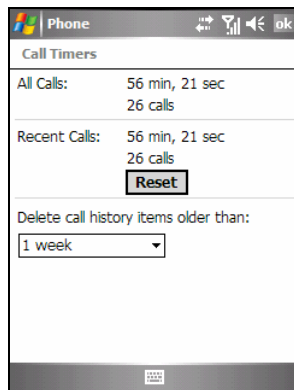 Phone
ok
Call Timers
All Calls: 56 min, 21 sec
26 calls
Recent Calls: 56 min, 21 sec
26 calls
Reset
Delete call history items older than:
1 week